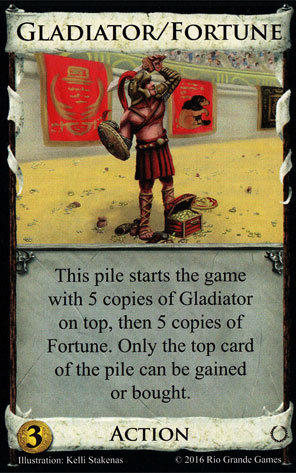 GLADIATOR/FORTUNE
This pile starts the game
with 5 copies of Gladiator
on top, then 5 copies of
Fortune. Only the top card
of the pile can be gained
or bought.
3
ACTION
Illustration: Kelli Stakenas
© 2016 Rio Grande Games